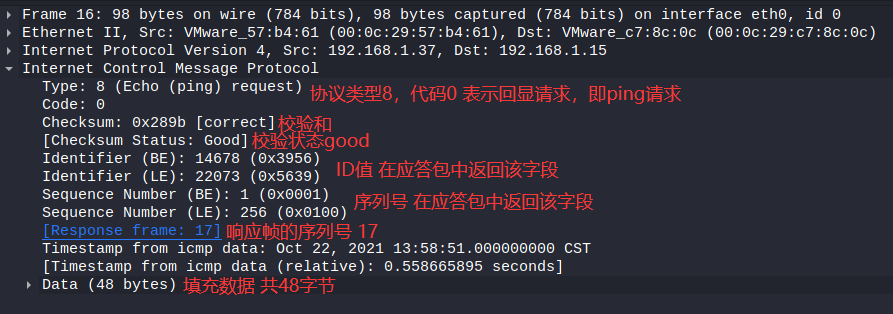 Frame 16: 98 bytes on wire (784 bits), 98 bytes captured (784 bits) on interface eth0, id 0
Ethernet II, Src: VMware_57:b4:61 (00:0c:29:57:b4:61), Dst: VMware_c7:8c:0c (00:0c:29:c7:8c:0c)
Internet Protocol Version 4, Src: 192.168.1.37, Dst: 192.168.1.15
Internet Control Message Protocol
Type: 8 (Echo (ping) request) 协议类型8，代码0 表示回显请求，即ping请求
Code: 0
Checksum: 0x289b [correct] 校验和
[Checksum Status: Good] 校验状态good
Identifier (BE): 14678 (0x3956)
ID值 在应答包中返回该字段
Identifier (LE): 22073 (0x5639)
Sequence Number (BE): 1 (0x0001)
序列号 在应答包中返回该字段
Sequence Number (LE): 256 (0x0100)
[Response frame: 17] 响应帧的序列号 17
Timestamp from icmp data: Oct 22, 2021 13:58:51.000000000 CST
[Timestamp from icmp data (relative): 0.558665895 seconds]
Data (48 bytes) 填充数据 共48字节